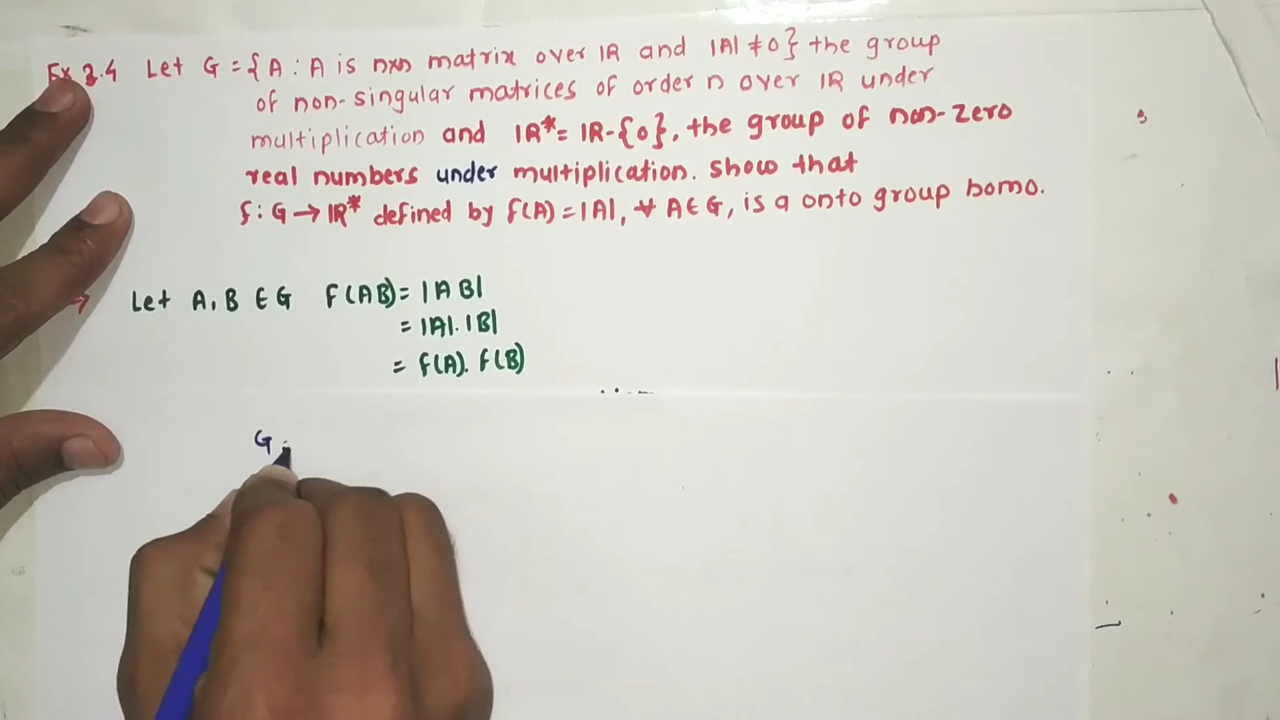 Ex 3.4 Let G = {A : A is nxn matrix over IR and |A| ≠ 0} the group
of non-singular matrices of order n over IR under
multiplication and IR* = IR-{0}, the group of non-zero
real numbers under multiplication. show that
f : G → IR* defined by f(A) = |A|, ∀ A ∈ G, is a onto group homo.
→ Let A, B ∈ G f(AB) = |A B|
= |A|. |B|
= f(A). f(B)
G